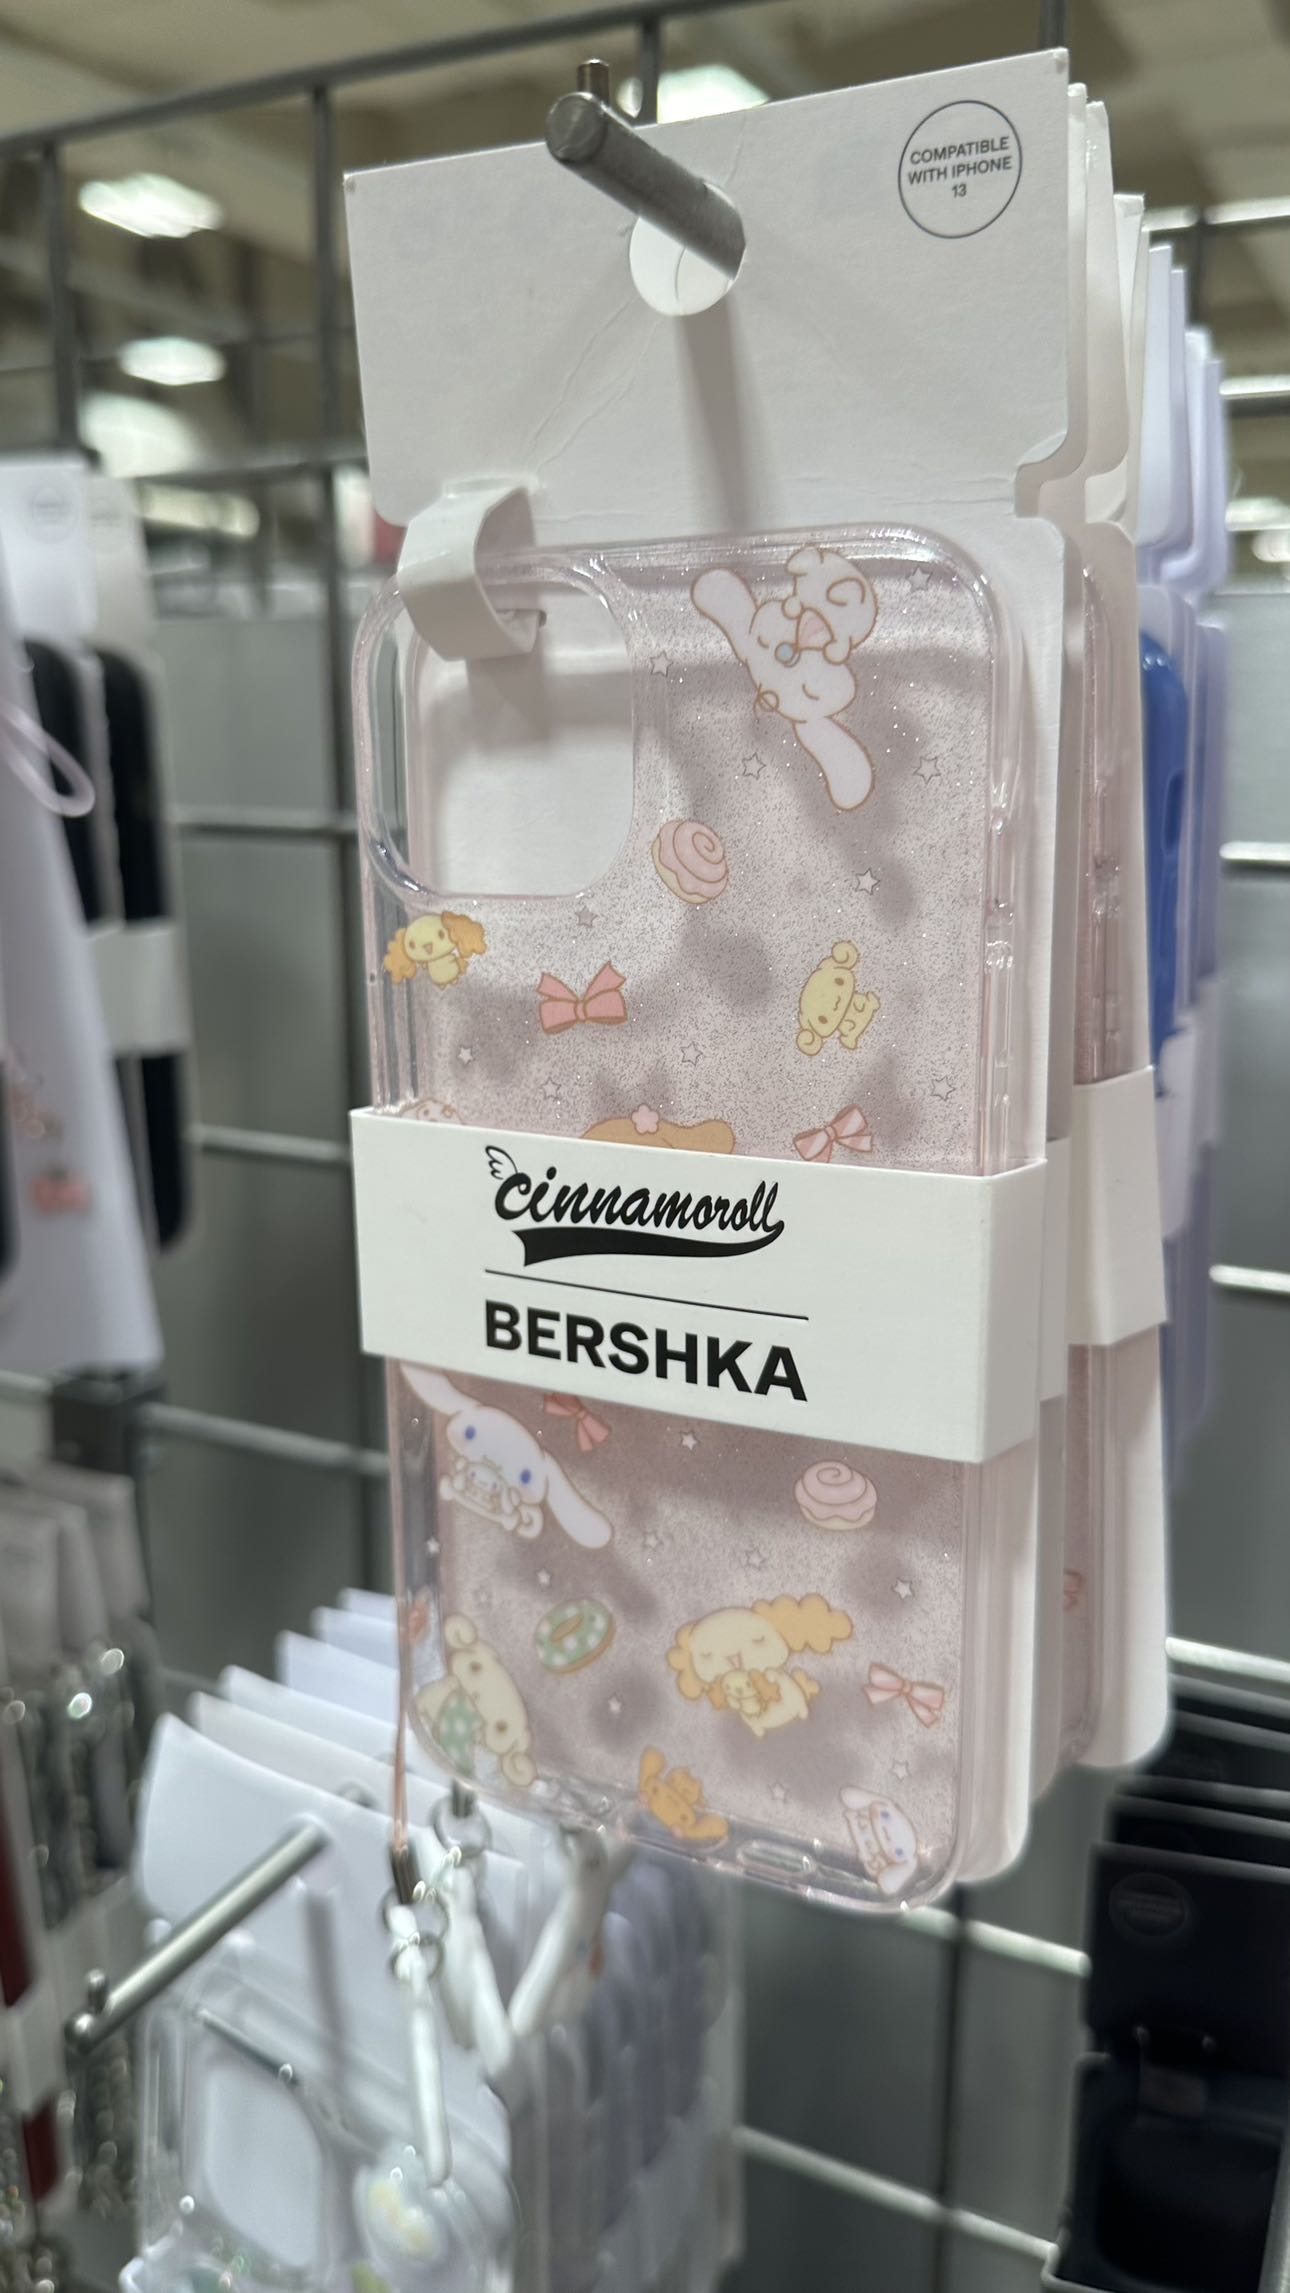 COMPATIBLE
WITH IPHONE
13
cinnamoroll
BERSHKA